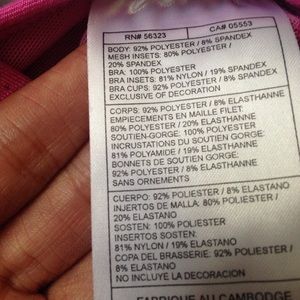 RN# 56323 CA# 05553
BODY: 92% POLYESTER / 8% SPANDEX
MESH INSETS: 80% POLYESTER /
20% SPANDEX
BRA: 100% POLYESTER
BRA INSETS: 81% NYLON / 19% SPANDEX
BRA CUPS: 92% POLYESTER / 8% SPANDEX
EXCLUSIVE OF DECORATION
CORPS: 92% POLYESTER / 8% ELASTHANNE
EMPIECEMENTS EN MAILLE FILET
80% POLYESTER / 20% ELASTHANNE
SOUTIEN-GORGE: 100% POLYESTER
INCRUSTATIONS DU SOUTIEN GORGE:
81% POLYAMIDE / 19% ELASTHANNE
BONNETS DE SOUTIEN GORGE:
92% POLYESTER / 8% ELASTHANNE
SANS ORNEMENTS
CUERPO: 92% POLIESTER / 8% ELASTANO
INJERTOS DE MALLA: 80% POLIESTER /
20% ELASTANO
SOSTEN: 100% POLIESTER
INSERTOS SOSTEN:
81% NYLON / 19% ELASTANO
COPA DEL BRASSERIE: 92% POLIESTER /
8% ELASTANO
NO INCLUYE LA DECORACION
FABRIQUE AU CAMBODGE